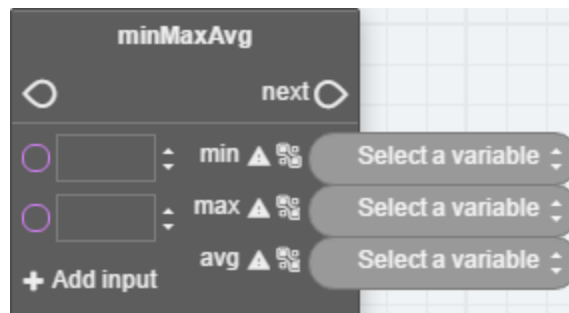 minMaxAvg
next
min Select a variable
max Select a variable
avg Select a variable
+ Add input